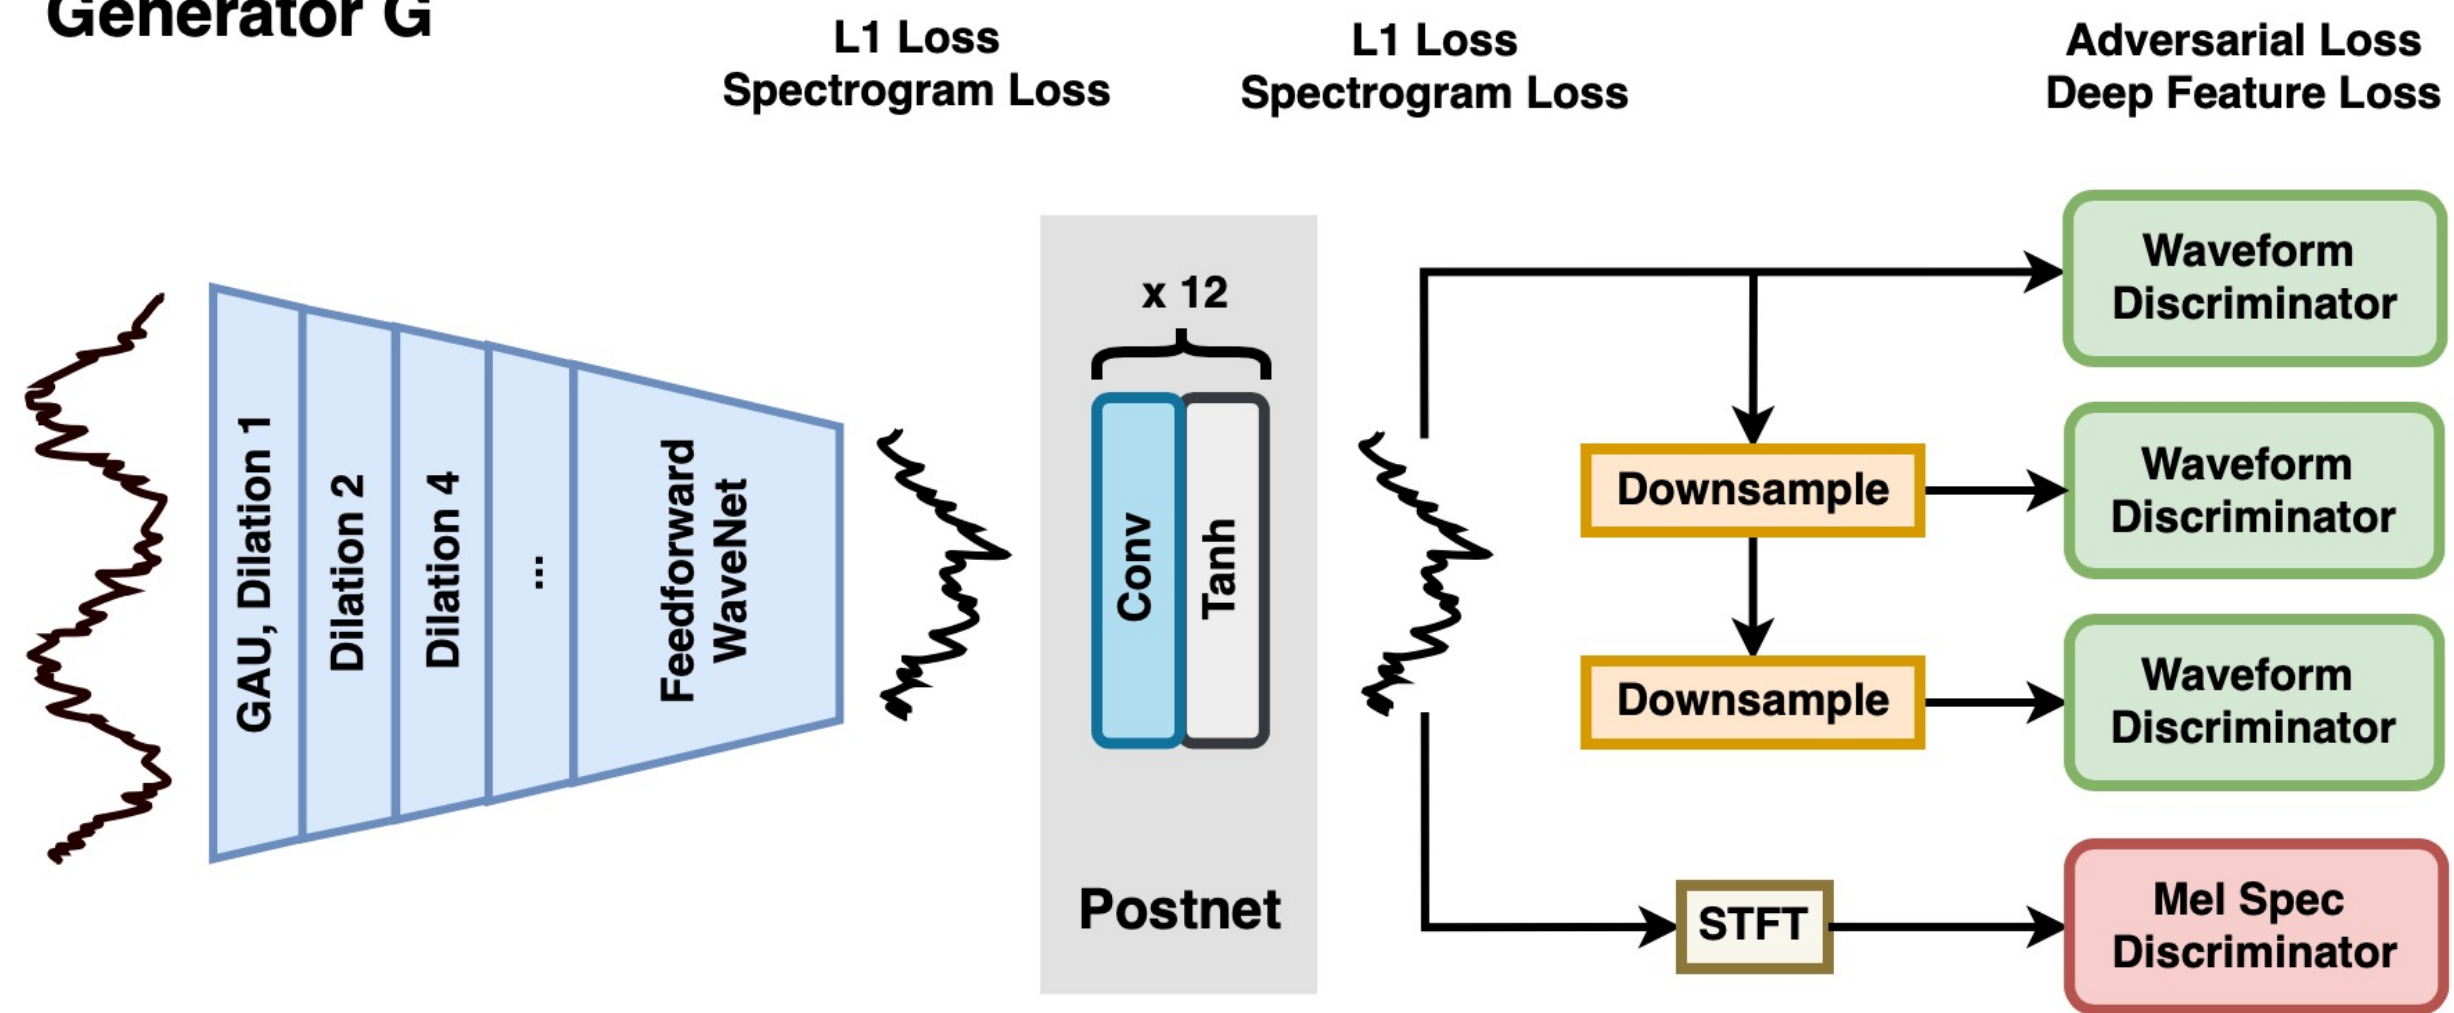 Generator G
L1 Loss
Spectrogram Loss
L1 Loss
Spectrogram Loss
Adversarial Loss
Deep Feature Loss
GAU, Dilation 1
Dilation 2
Dilation 4
...
Feedforward
WaveNet
x 12
Conv
Tanh
Postnet
Downsample
Downsample
STFT
Waveform
Discriminator
Waveform
Discriminator
Waveform
Discriminator
Mel Spec
Discriminator